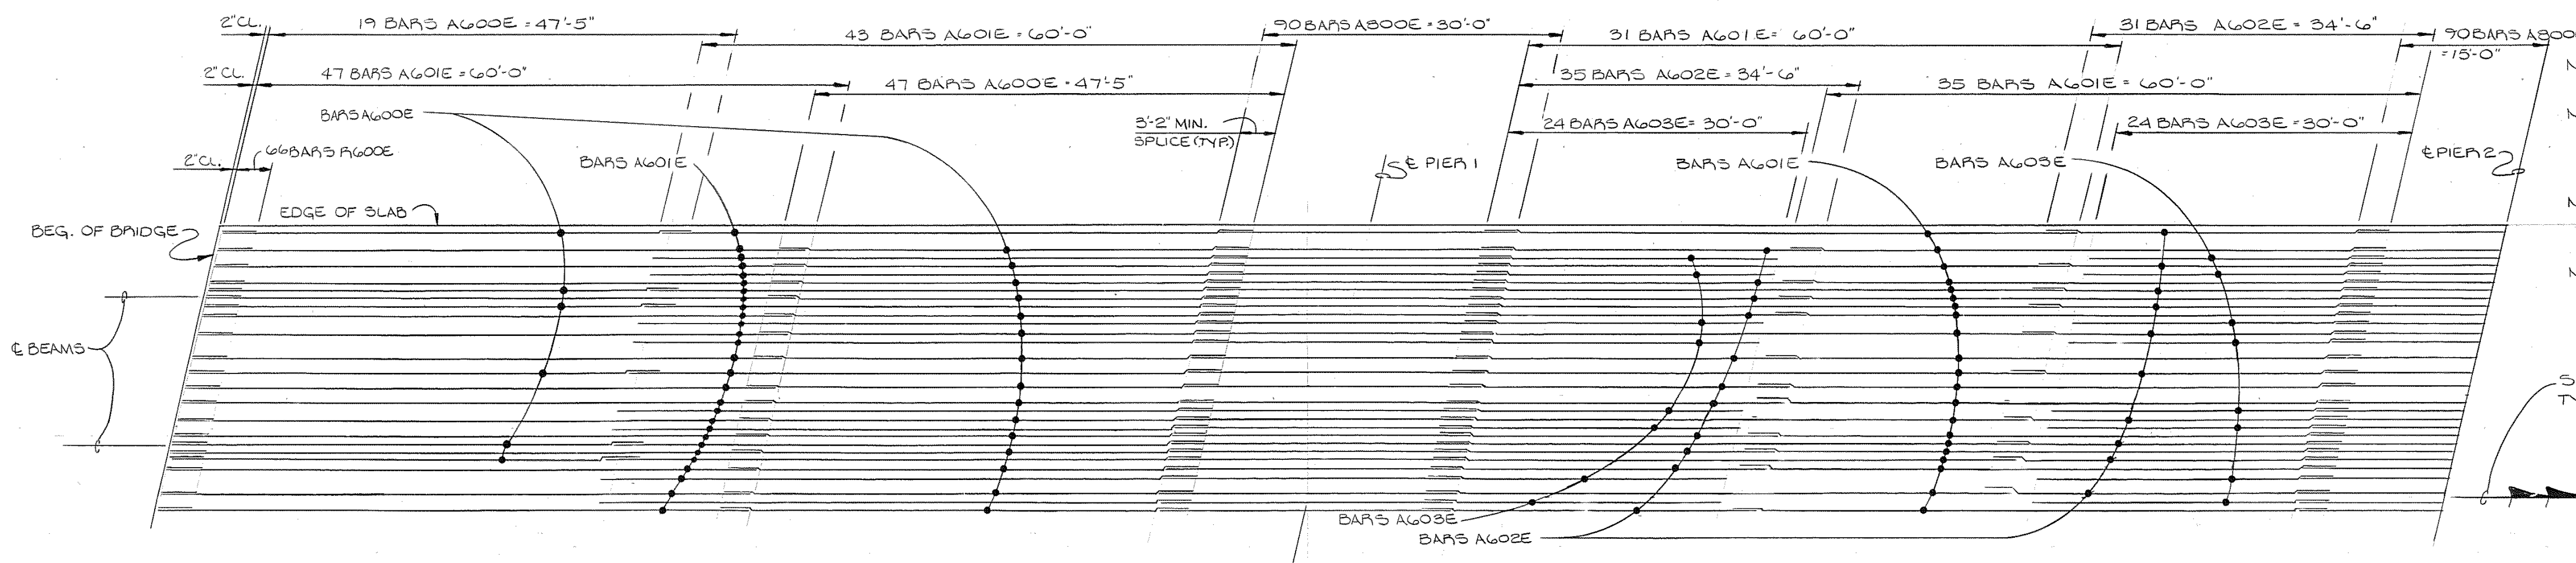 2" CL.
19 BARS A600E = 47'-5"
43 BARS A601E = 60'-0"
90 BARS A800E = 30'-0"
31 BARS A601E = 60'-0"
31 BARS A602E = 34'-6"
90 BARS A800
= 15'-0"
2" CL.
47 BARS A601E = 60'-0"
47 BARS A600E = 47'-5"
35 BARS A602E = 34'-6"
35 BARS A601E = 60'-0"
BARS A600E
3'-2" MIN.
SPLICE (TYP.)
24 BARS A603E = 30'-0"
24 BARS A603E = 30'-0"
2" CL.
66 BARS R600E
BARS A601E
℄ PIER 1
BARS A601E
BARS A603E
℄ PIER 2
EDGE OF SLAB
BEG. OF BRIDGE
℄ BEAMS
S
T
BARS A603E
BARS A602E